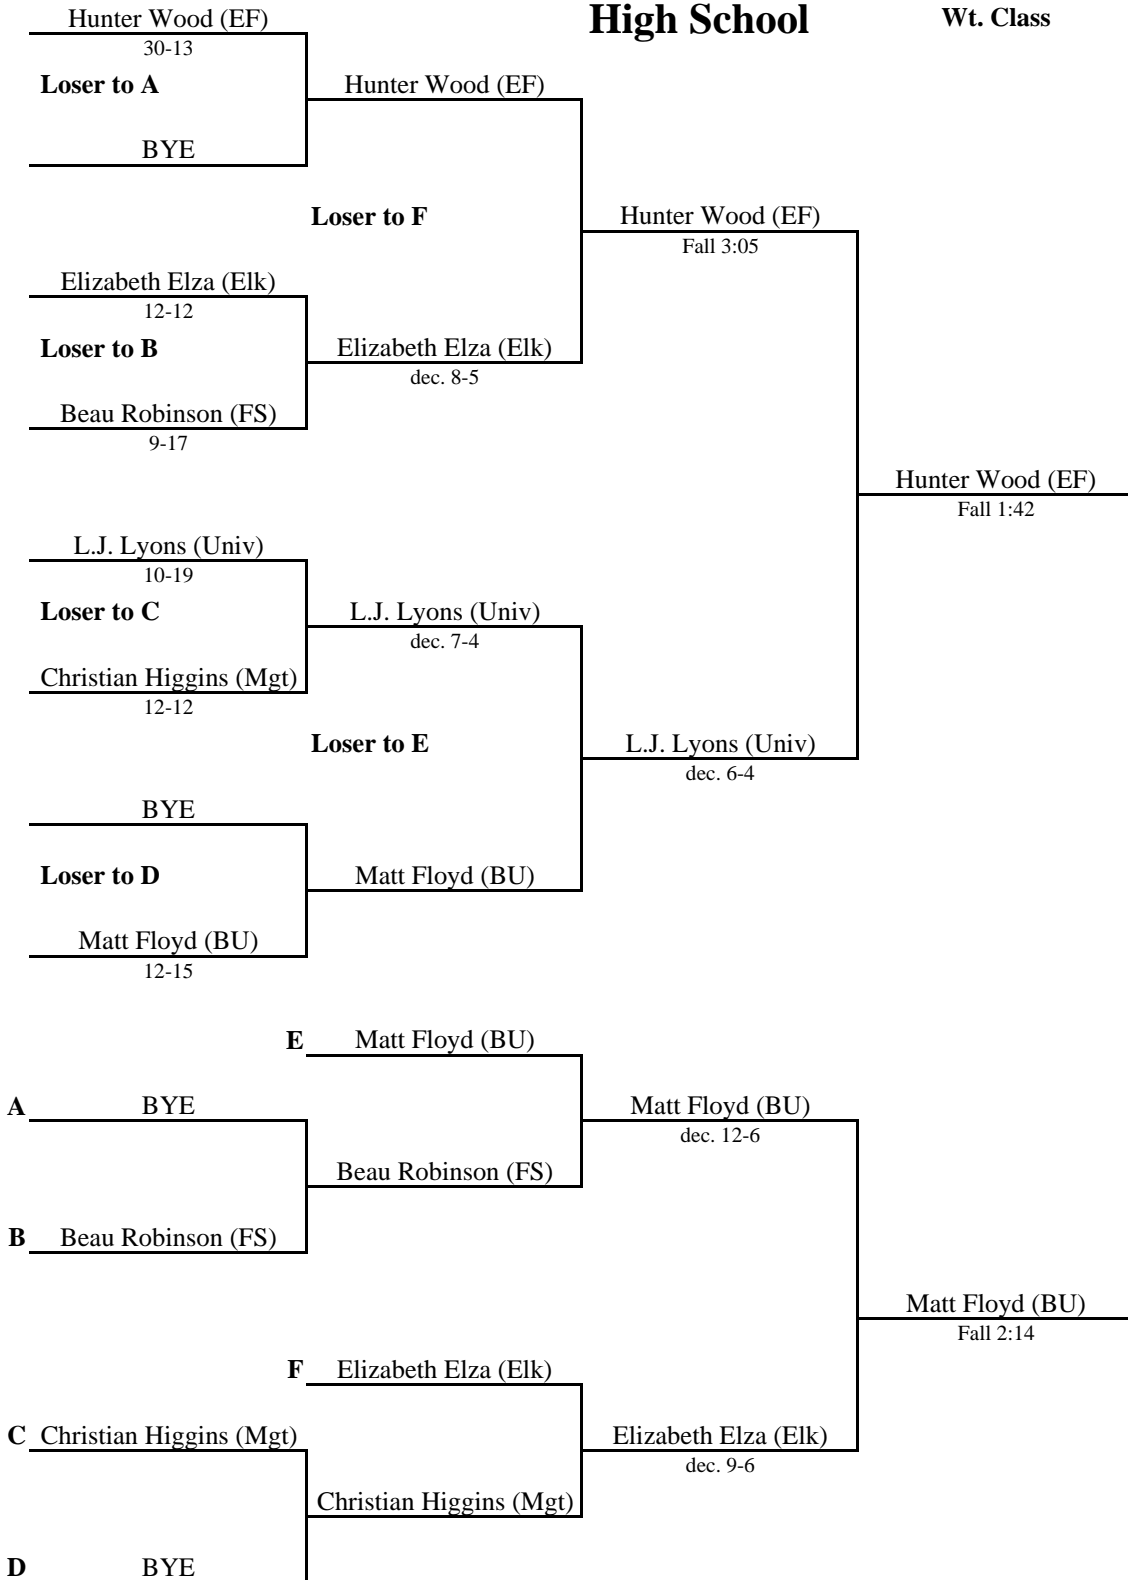 High School
Wt. Class
Hunter Wood (EF)
30-13
Loser to A
Hunter Wood (EF)
BYE
Loser to F
Hunter Wood (EF)
Fall 3:05
Elizabeth Elza (Elk)
12-12
Loser to B
Elizabeth Elza (Elk)
dec. 8-5
Beau Robinson (FS)
9-17
Hunter Wood (EF)
Fall 1:42
L.J. Lyons (Univ)
10-19
Loser to C
L.J. Lyons (Univ)
dec. 7-4
Christian Higgins (Mgt)
12-12
Loser to E
L.J. Lyons (Univ)
dec. 6-4
BYE
Loser to D
Matt Floyd (BU)
Matt Floyd (BU)
12-15
E Matt Floyd (BU)
A BYE
Matt Floyd (BU)
dec. 12-6
Beau Robinson (FS)
B Beau Robinson (FS)
Matt Floyd (BU)
Fall 2:14
F Elizabeth Elza (Elk)
C Christian Higgins (Mgt)
Elizabeth Elza (Elk)
dec. 9-6
Christian Higgins (Mgt)
D BYE